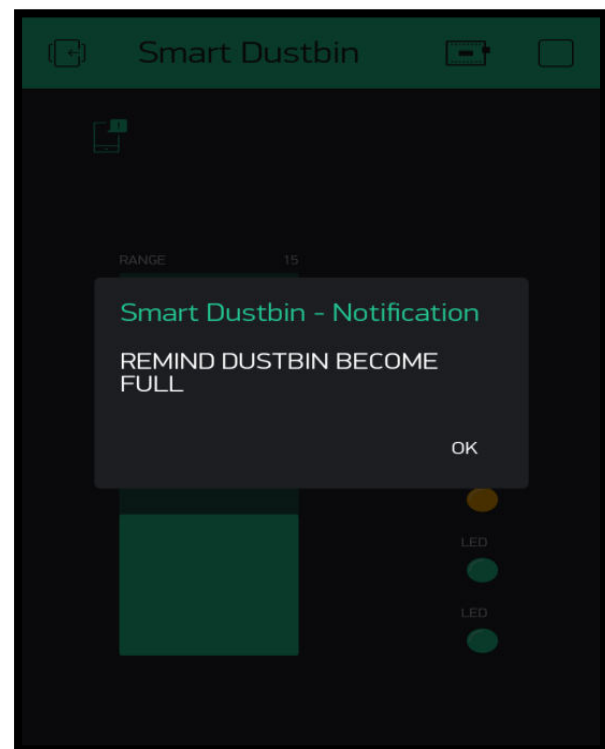 Smart Dustbin
RANGE 15
Smart Dustbin - Notification
REMIND DUSTBIN BECOME
FULL
OK
LED
LED